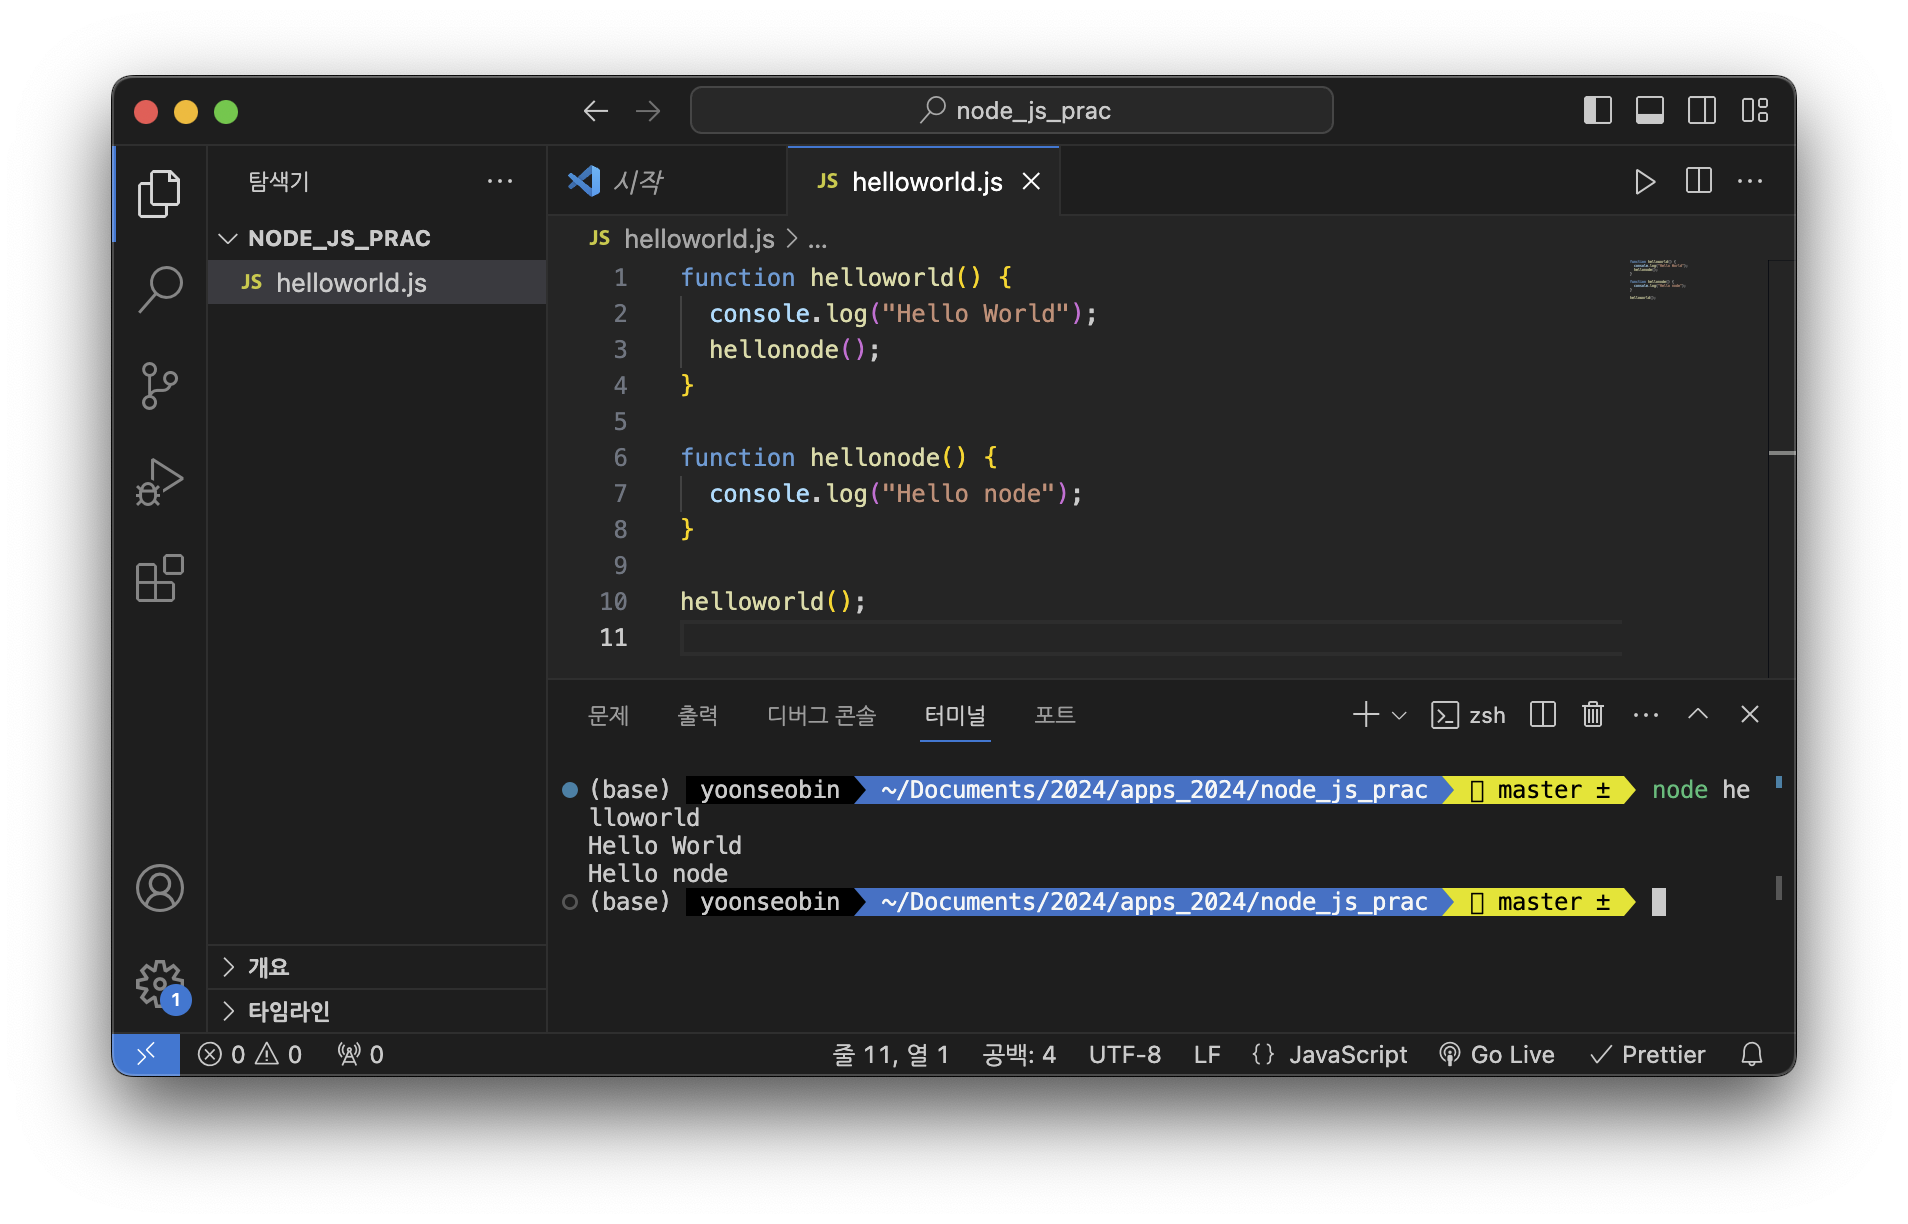 node_js_prac
탐색기
시작
JS helloworld.js
NODE_JS_PRAC
JS helloworld.js
JS helloworld.js > ...
1 function helloworld() {
2 console.log("Hello World");
3 hellonode();
4 }
5
6 function hellonode() {
7 console.log("Hello node");
8 }
9
10 helloworld();
11
문제 출력 디버그 콘솔 터미널 포트 zsh
(base) yoonseobin ~/Documents/2024/apps_2024/node_js_prac master ± node he
lloworld
Hello World
Hello node
(base) yoonseobin ~/Documents/2024/apps_2024/node_js_prac master ±
개요
타임라인
1
0 0 0 줄 11, 열 1 공백: 4 UTF-8 LF {} JavaScript Go Live Prettier